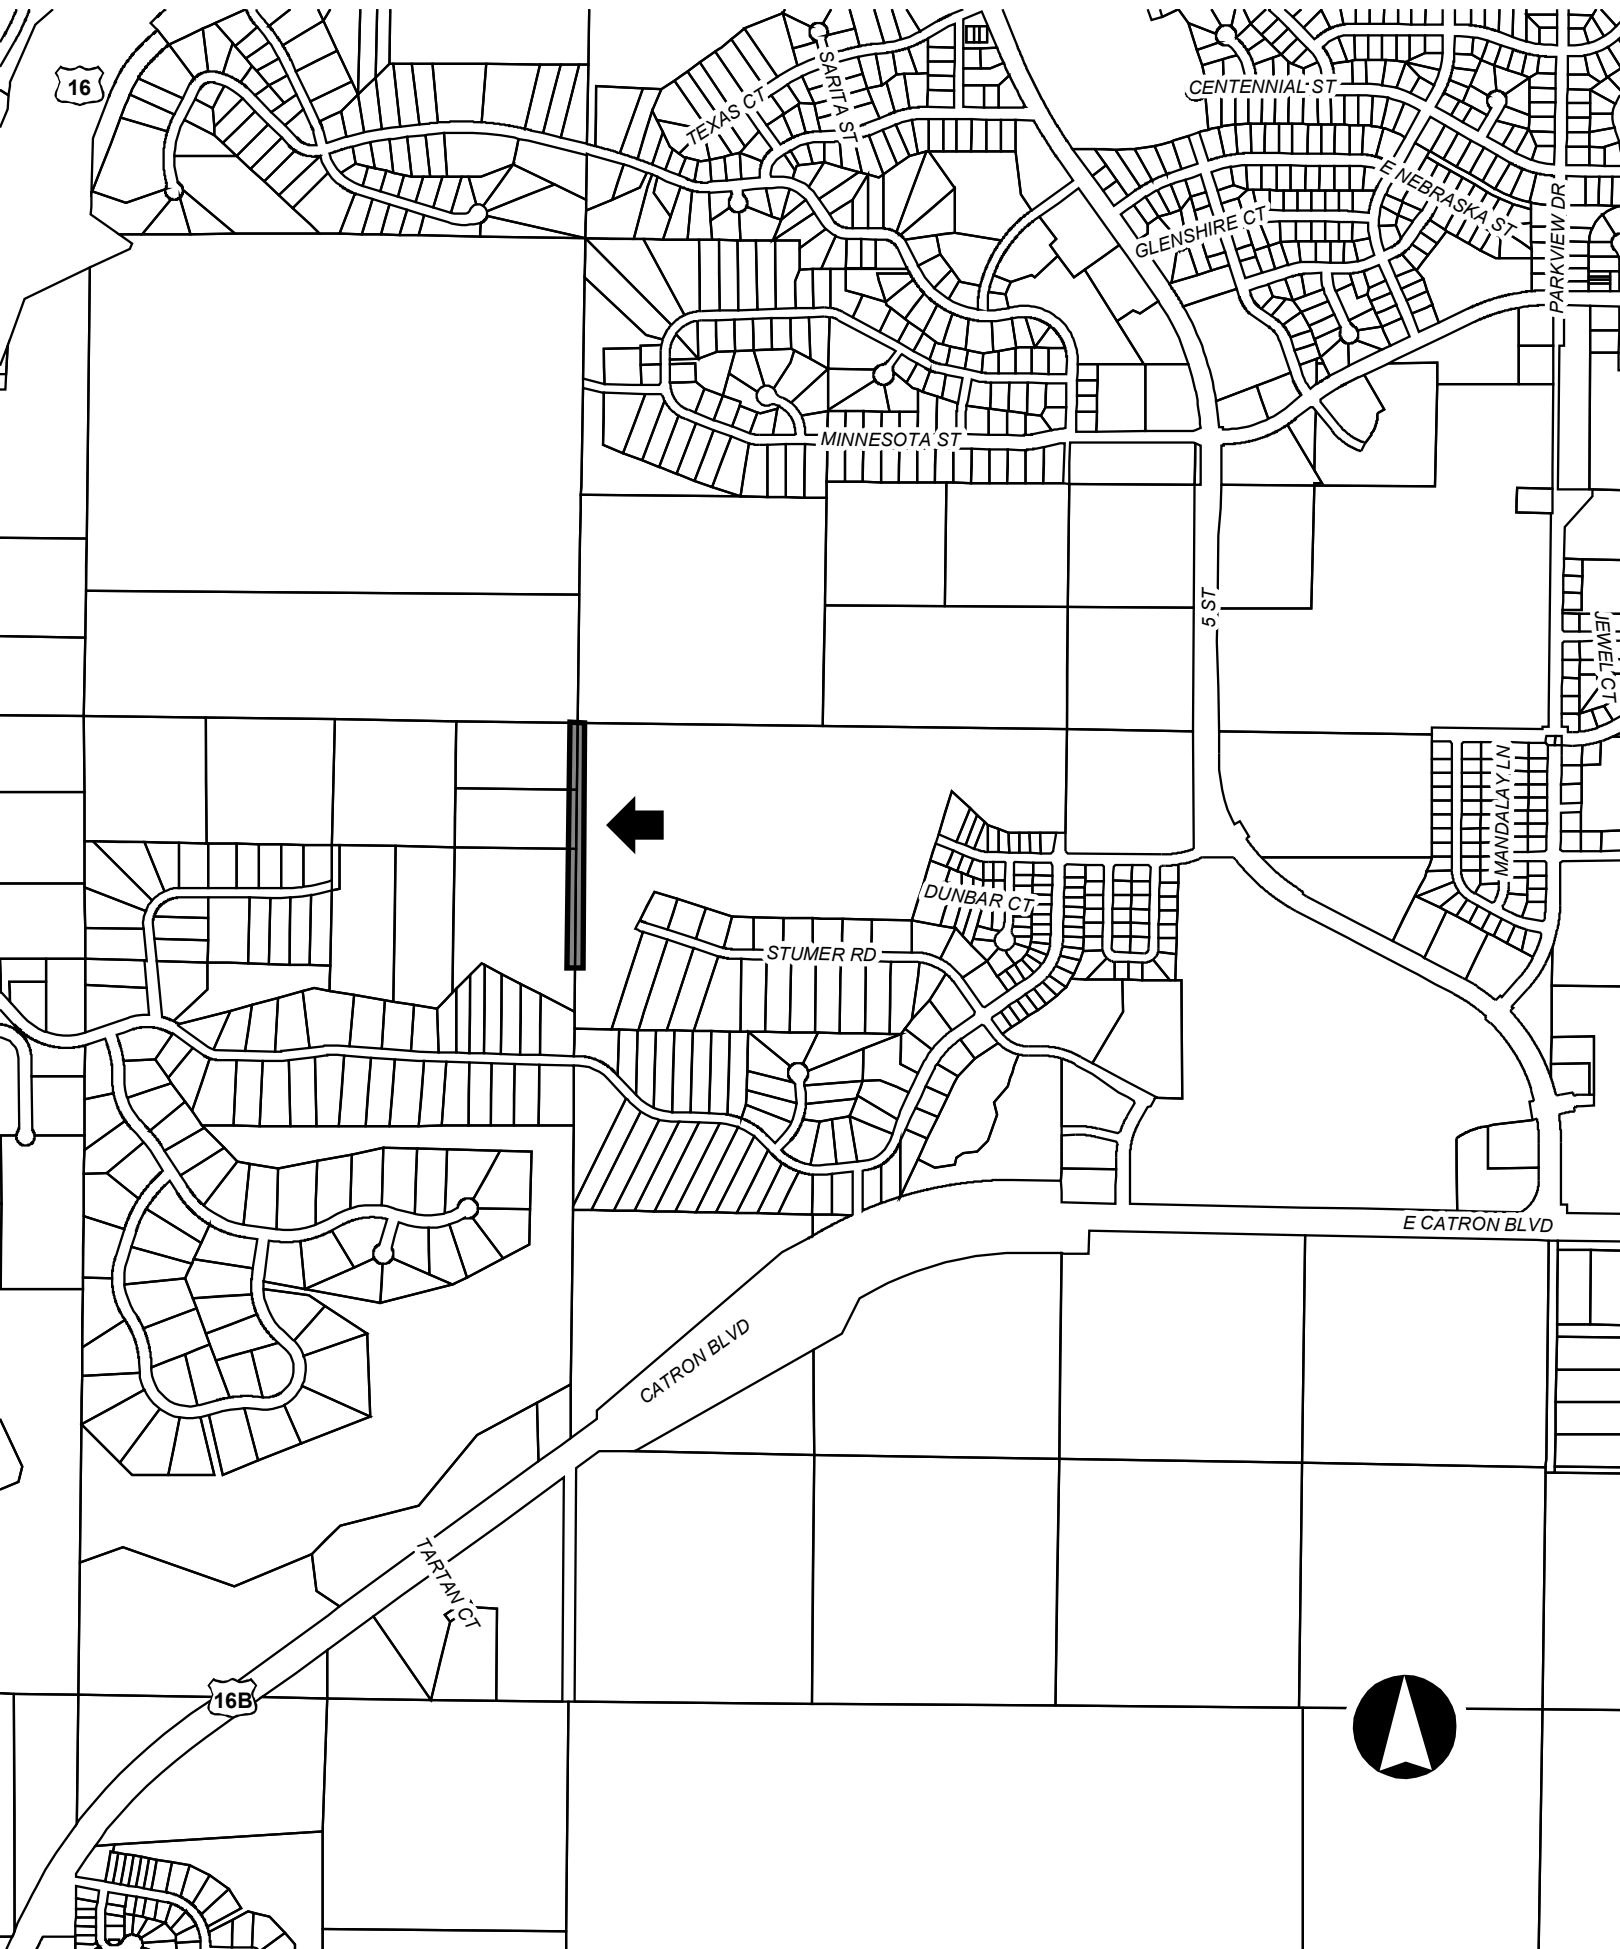 16
CENTENNIAL ST
SARITA ST
TEXAS CT
E NEBRASKA ST
GLENSHIRE CT
PARKVIEW DR
MINNESOTA ST
5 ST
JEWEL CT
MANDALAY LN
DUNBAR CT
STUMER RD
E CATRON BLVD
CATRON BLVD
TARTAN CT
16B